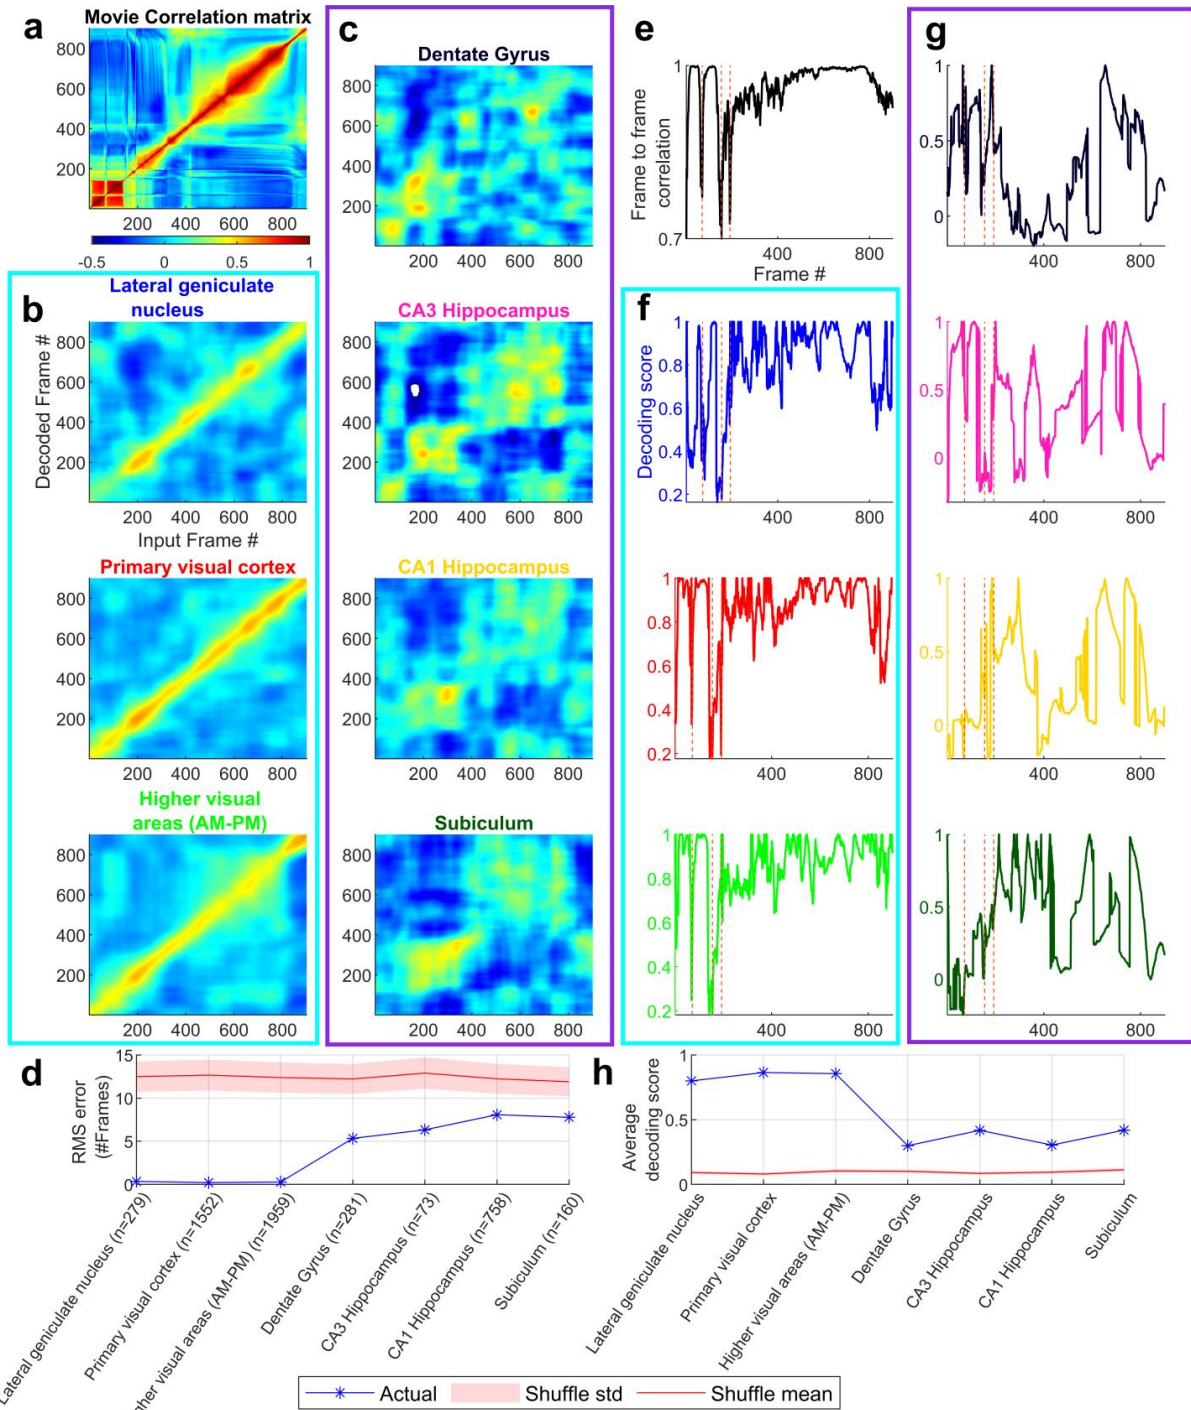 a
Movie Correlation matrix
800
600
400
200
200 400 600 800
-0.5 0 0.5 1
b
Lateral geniculate
nucleus
Decoded Frame #
800
600
400
200
200 400 600 800
Input Frame #
Primary visual cortex
800
600
400
200
200 400 600 800
Higher visual
areas (AM-PM)
800
600
400
200
200 400 600 800
c
Dentate Gyrus
800
600
400
200
200 400 600 800
CA3 Hippocampus
800
600
400
200
200 400 600 800
CA1 Hippocampus
800
600
400
200
200 400 600 800
Subiculum
800
600
400
200
200 400 600 800
e
Frame to frame
correlation
1
0.7
400 800
Frame #
f
Decoding score
1
0.8
0.6
0.4
0.2
400 800
1
0.8
0.6
0.4
0.2
400 800
1
0.8
0.6
0.4
0.2
400 800
g
1
0.5
0
400 800
1
0.5
0
400 800
1
0.5
0
400 800
1
0.5
0
400 800
d
RMS error
(#Frames)
15
10
5
0
Lateral geniculate nucleus (n=279)
Primary visual cortex (n=1552)
visual areas (AM-PM) (n=1959)
Dentate Gyrus (n=281)
CA3 Hippocampus (n=73)
CA1 Hippocampus (n=758)
Subiculum (n=160)
h
Average
decoding score
1
0.5
0
Lateral geniculate nucleus
Primary visual cortex
Higher visual areas (AM-PM)
Dentate Gyrus
CA3 Hippocampus
CA1 Hippocampus
Subiculum
Actual Shuffle std Shuffle mean